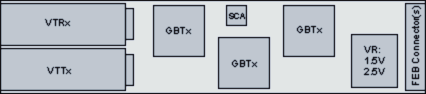 VTRx
VTTx
GBTx
SCA
GBTx
GBTx
VR:
1.5V
2.5V
FEB Connector(s)